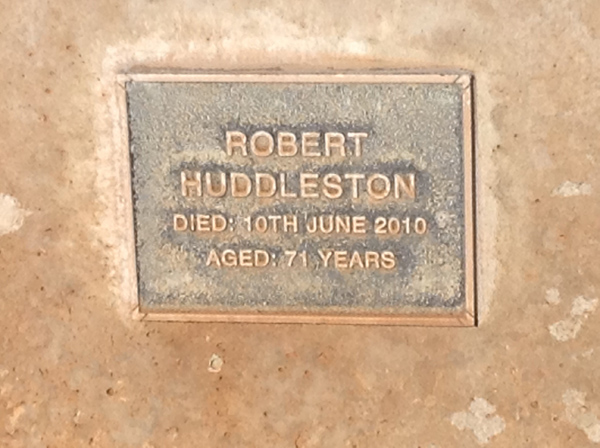 ROBERT
HUDDLESTON
DIED: 10TH JUNE 2010
AGED: 71 YEARS